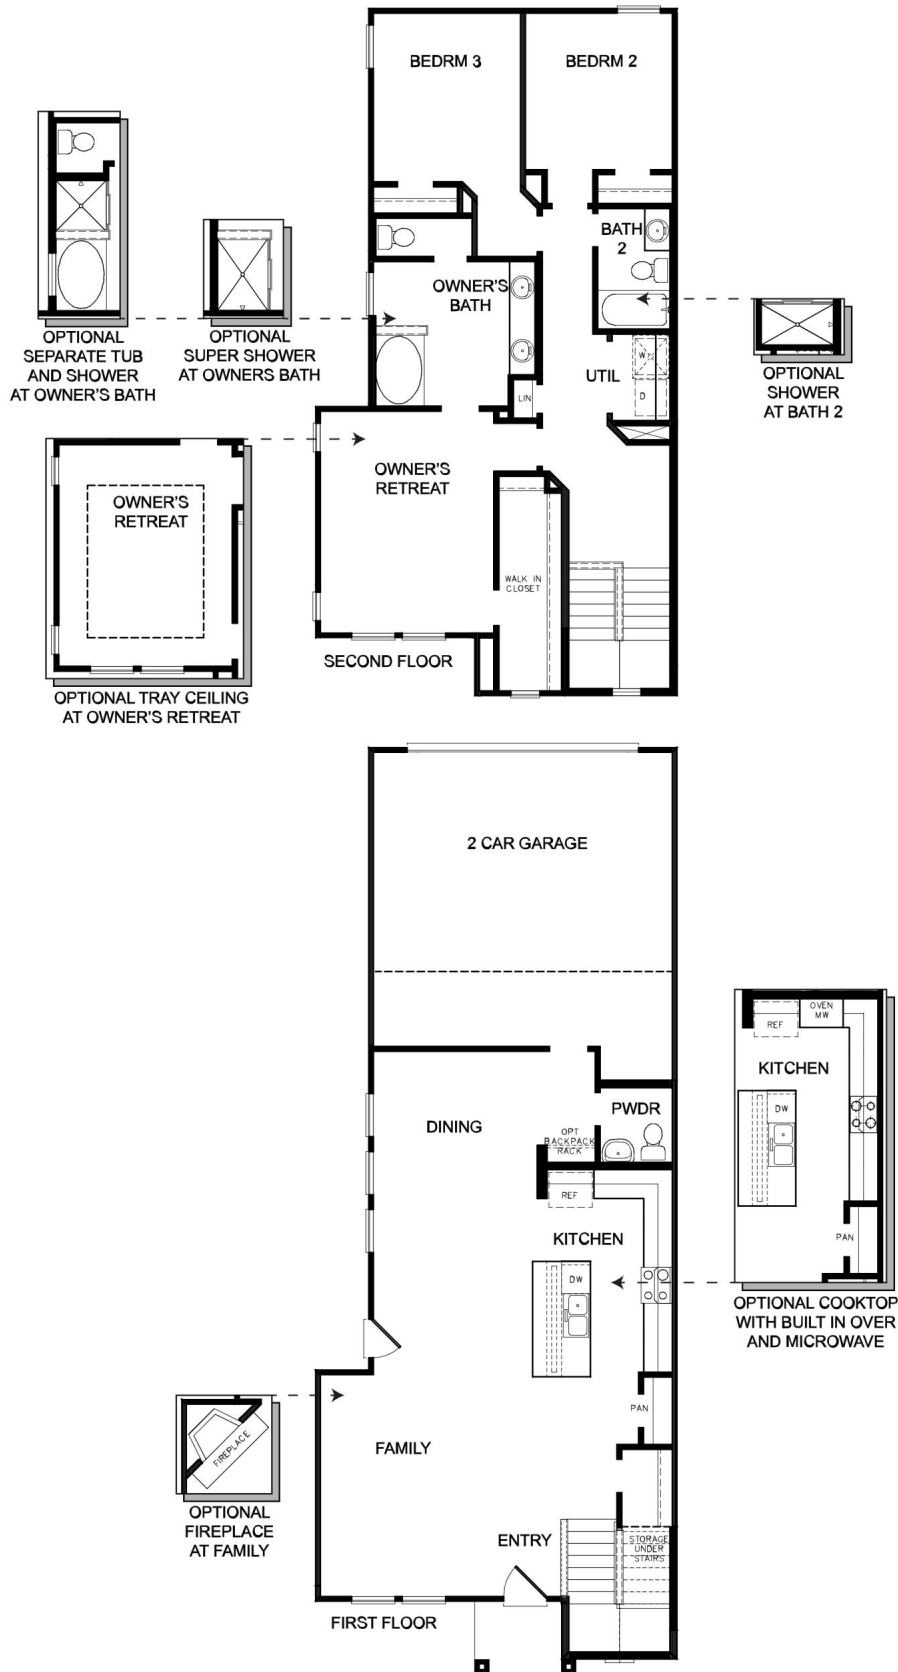 BEDRM 3
BEDRM 2
BATH
2
OWNER'S
BATH
OPTIONAL
SEPARATE TUB
AND SHOWER
AT OWNER'S BATH
OPTIONAL
SUPER SHOWER
AT OWNERS BATH
W
D
UTIL
LIN
OPTIONAL
SHOWER
AT BATH 2
OWNER'S
RETREAT
OWNER'S
RETREAT
WALK IN
CLOSET
SECOND FLOOR
OPTIONAL TRAY CEILING
AT OWNER'S RETREAT
2 CAR GARAGE
OVEN
MW
REF
KITCHEN
DW
PAN
OPTIONAL COOKTOP
WITH BUILT IN OVER
AND MICROWAVE
DINING
PWDR
OPT
BACKPACK
RACK
REF
KITCHEN
DW
PAN
FAMILY
FIREPLACE
OPTIONAL
FIREPLACE
AT FAMILY
ENTRY
STORAGE
UNDER
STAIRS
FIRST FLOOR